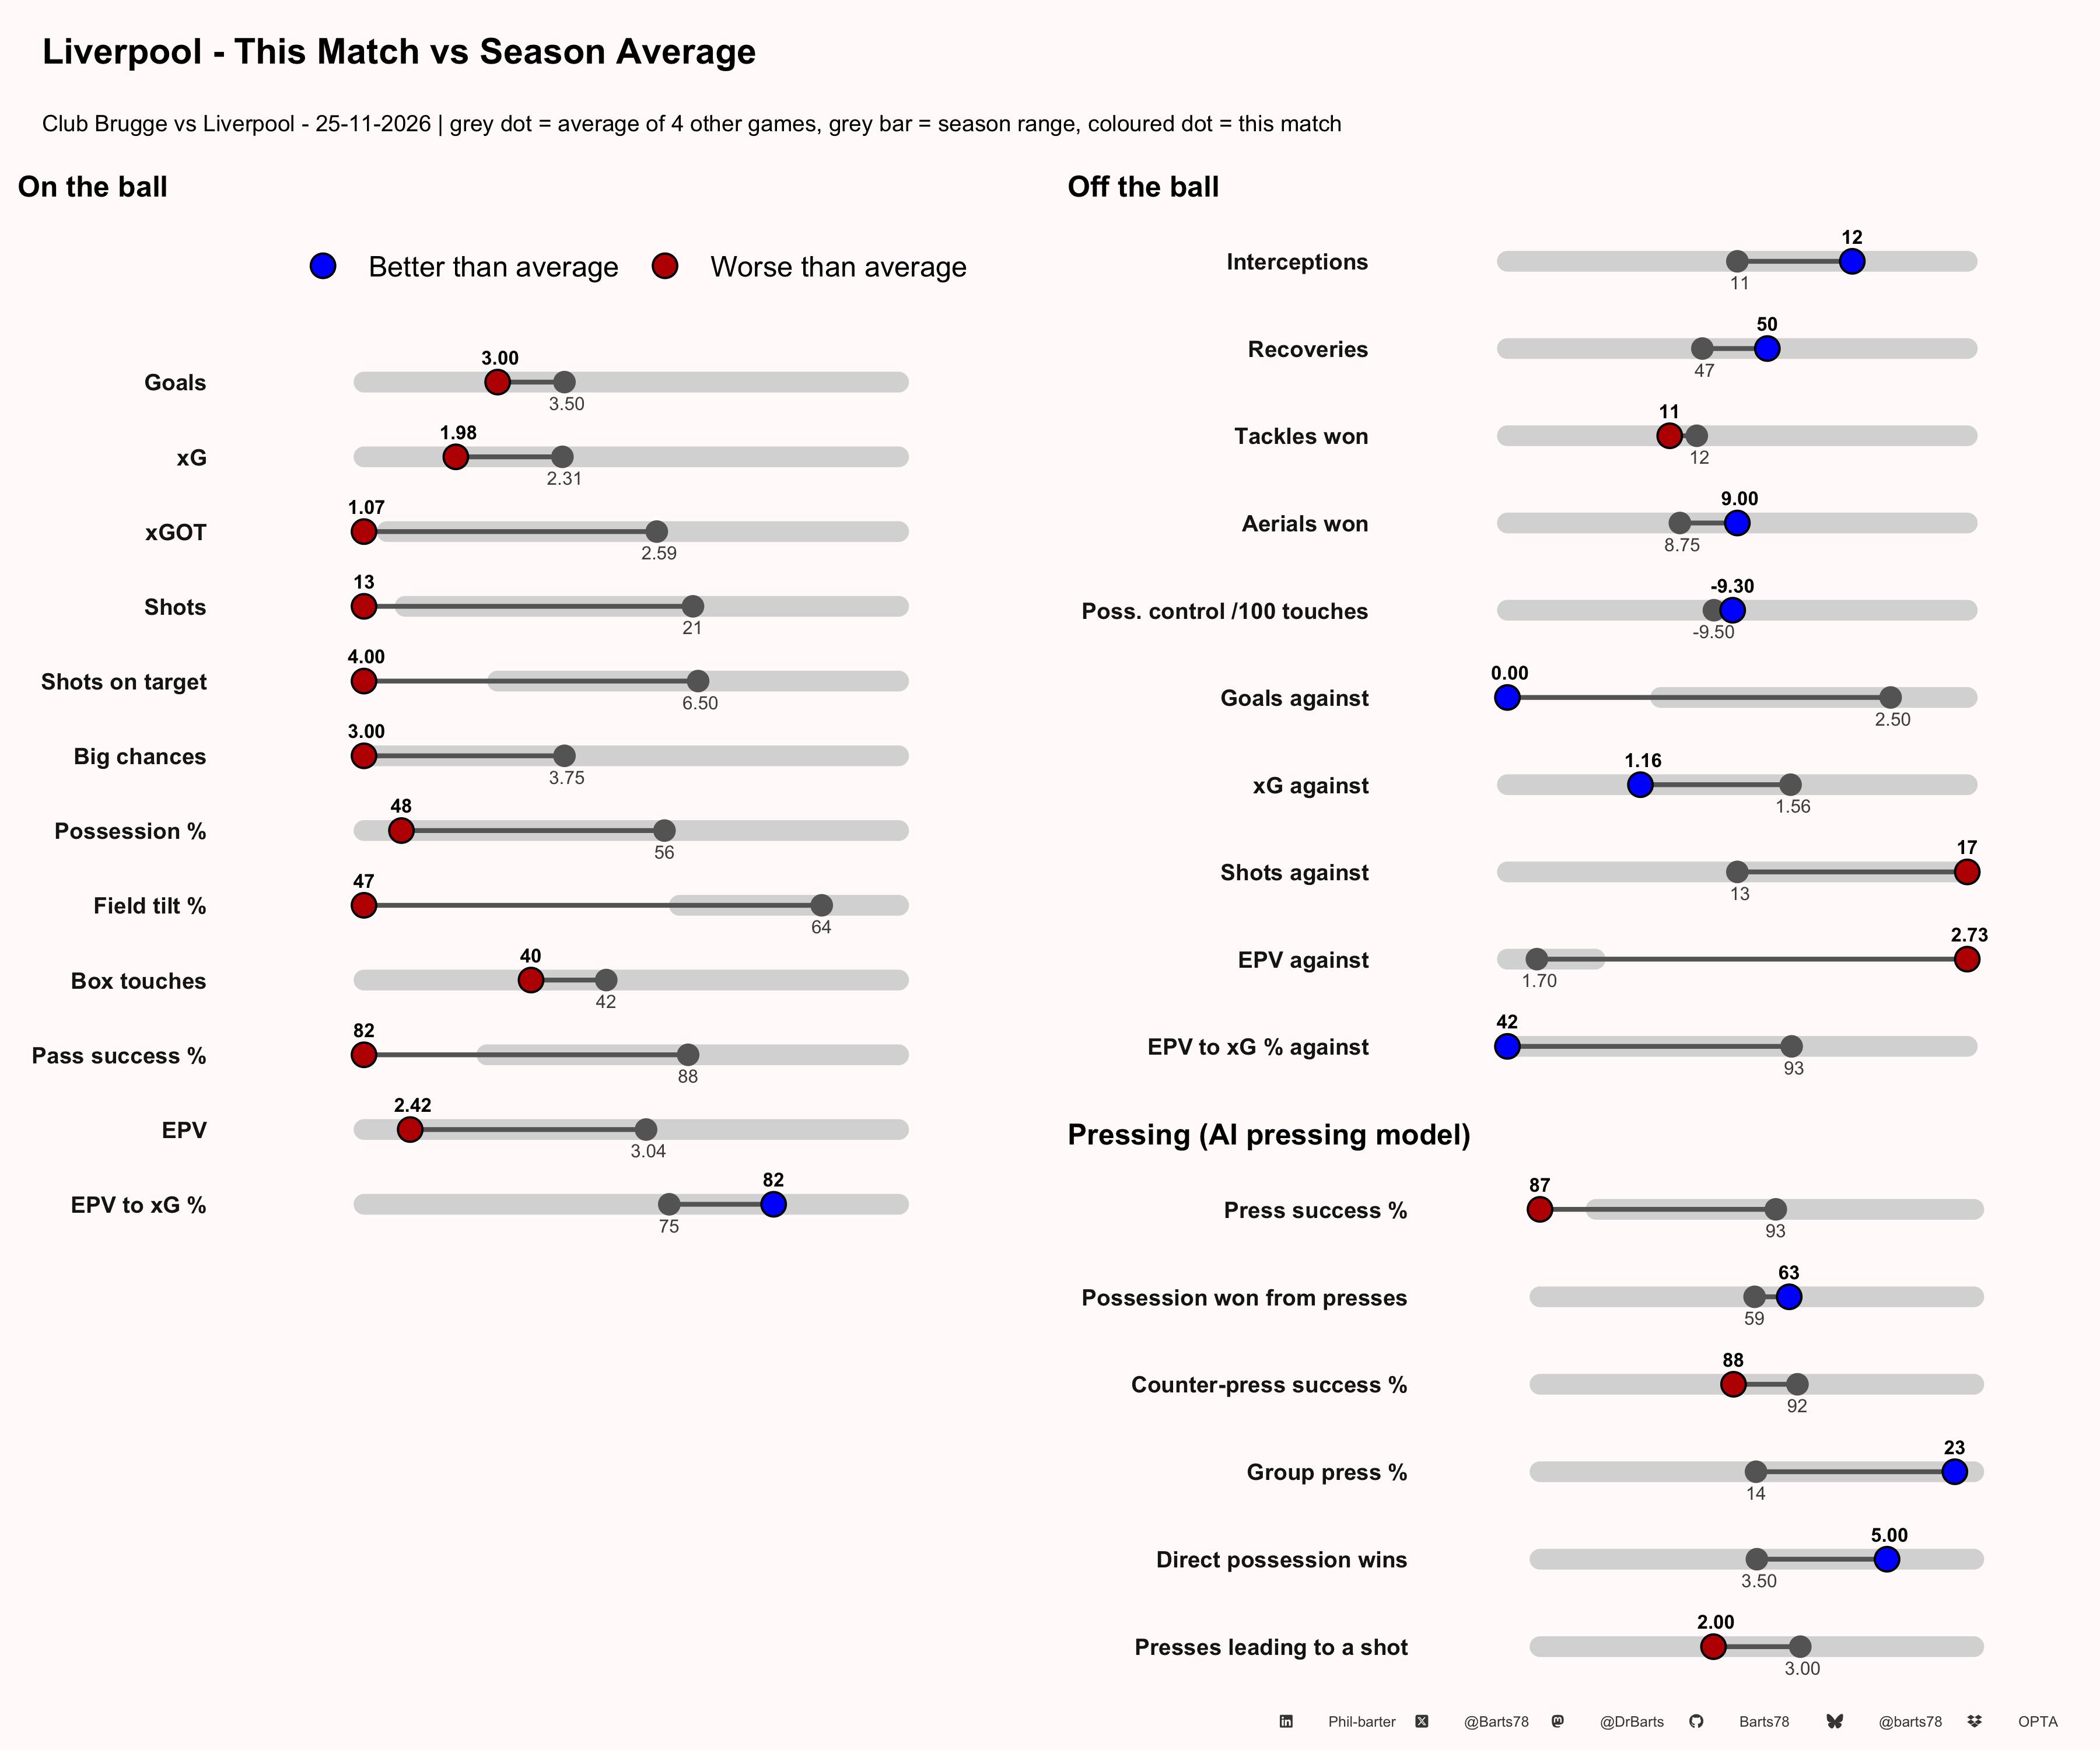 Liverpool - This Match vs Season Average
Club Brugge vs Liverpool - 25-11-2026 | grey dot = average of 4 other games, grey bar = season range, coloured dot = this match
On the ball
Better than average
Worse than average
Goals
3.00
3.50
xG
1.98
2.31
xGOT
1.07
2.59
Shots
13
21
Shots on target
4.00
6.50
Big chances
3.00
3.75
Possession %
48
56
Field tilt %
47
64
Box touches
40
42
Pass success %
82
88
EPV
2.42
3.04
EPV to xG %
82
75
Off the ball
Interceptions
12
11
Recoveries
50
47
Tackles won
11
12
Aerials won
9.00
8.75
Poss. control /100 touches
-9.30
-9.50
Goals against
0.00
2.50
xG against
1.16
1.56
Shots against
17
13
EPV against
2.73
1.70
EPV to xG % against
42
93
Pressing (AI pressing model)
Press success %
87
93
Possession won from presses
63
59
Counter-press success %
88
92
Group press %
23
14
Direct possession wins
5.00
3.50
Presses leading to a shot
2.00
3.00
Phil-barter @Barts78 @DrBarts Barts78 @barts78 OPTA